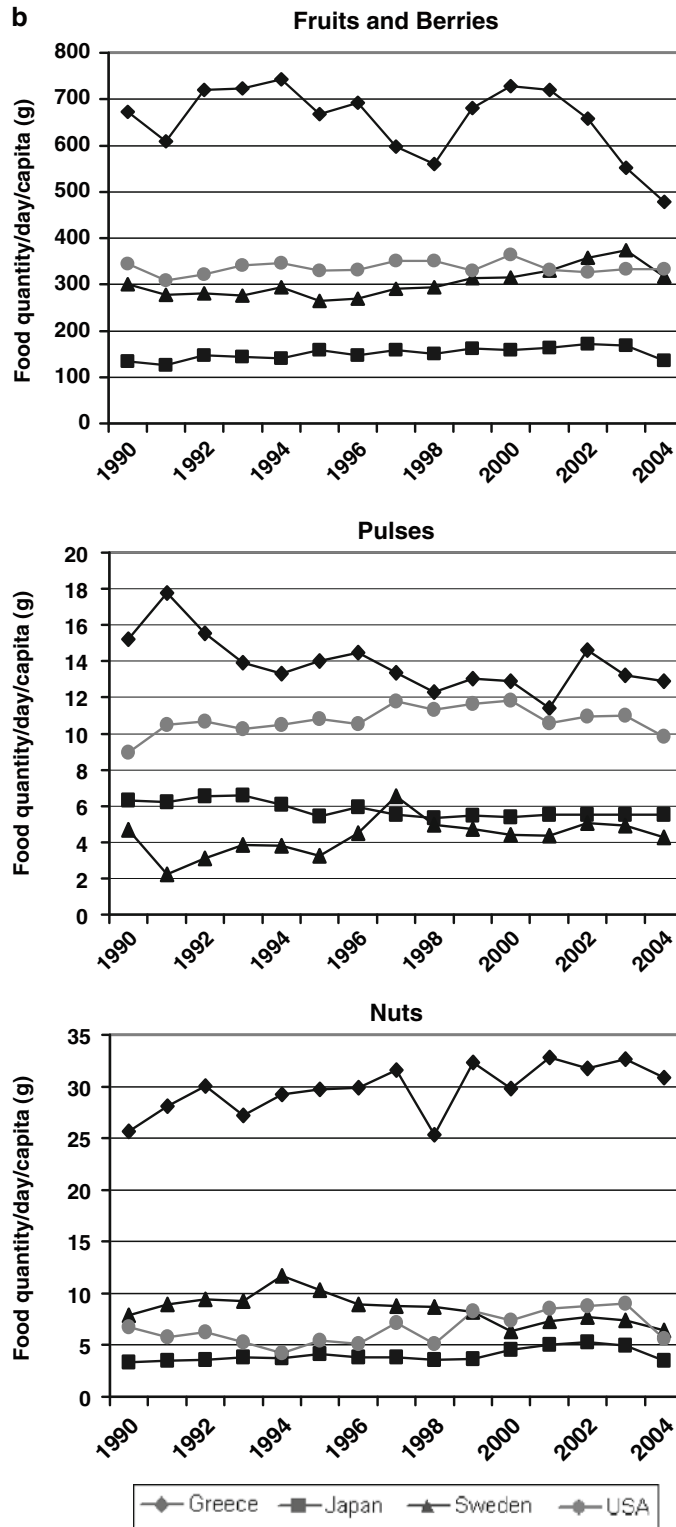 b
Fruits and Berries
Food quantity/day/capita (g)
800
700
600
500
400
300
200
100
0
1990 1992 1994 1996 1998 2000 2002 2004
Pulses
Food quantity/day/capita (g)
20
18
16
14
12
10
8
6
4
2
0
1990 1992 1994 1996 1998 2000 2002 2004
Nuts
Food quantity/day/capita (g)
35
30
25
20
15
10
5
0
1990 1992 1994 1996 1998 2000 2002 2004
Greece Japan Sweden USA